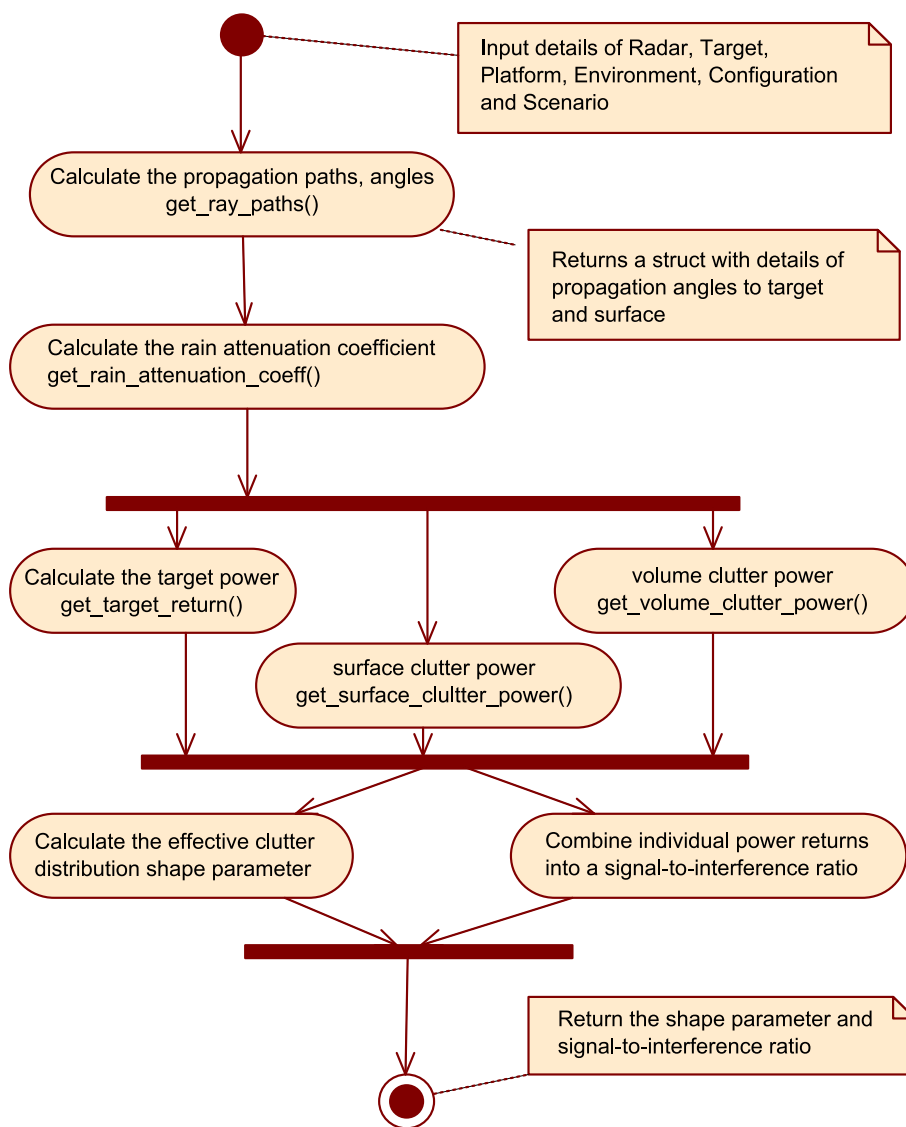 Input details of Radar, Target,
Platform, Environment, Configuration
and Scenario
Calculate the propagation paths, angles
get_ray_paths()
Returns a struct with details of
propagation angles to target
and surface
Calculate the rain attenuation coefficient
get_rain_attenuation_coeff()
Calculate the target power
get_target_return()
volume clutter power
get_volume_clutter_power()
surface clutter power
get_surface_clultter_power()
Calculate the effective clutter
distribution shape parameter
Combine individual power returns
into a signal-to-interference ratio
Return the shape parameter and
signal-to-interference ratio